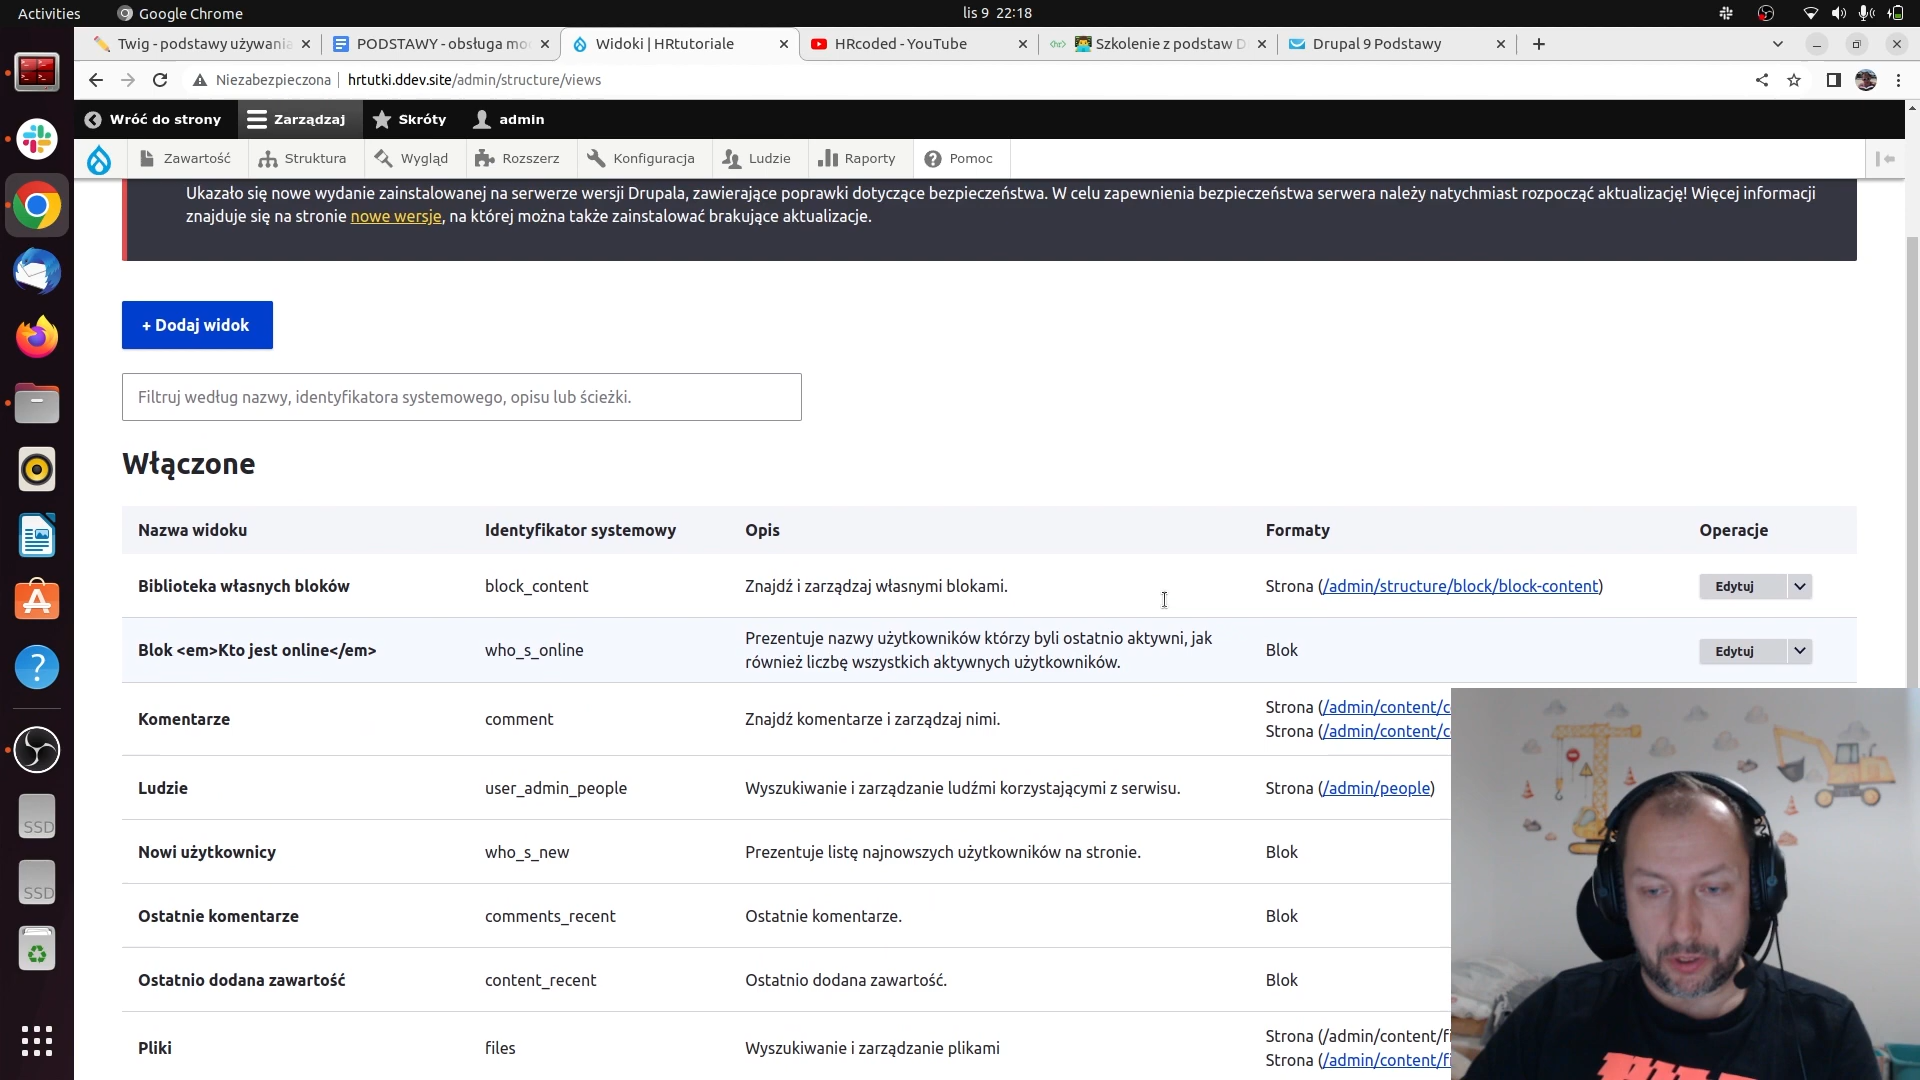 Activities
Google Chrome
lis 9 22:18
Twig - podstawy używania
PODSTAWY - obsługa mo
Widoki | HRtutoriale
HRcoded - YouTube
Szkolenie z podstaw D
Drupal 9 Podstawy
Niezabezpieczona
hrtutki.ddev.site/admin/structure/views
Wróć do strony
Zarządzaj
Skróty
admin
Zawartość
Struktura
Wygląd
Rozszerz
Konfiguracja
Ludzie
Raporty
Pomoc
Ukazało się nowe wydanie zainstalowanej na serwerze wersji Drupala, zawierające poprawki dotyczące bezpieczeństwa. W celu zapewnienia bezpieczeństwa serwera należy natychmiast rozpocząć aktualizację! Więcej informacji
znajduje się na stronie nowe wersje, na której można także zainstalować brakujące aktualizacje.
+ Dodaj widok
Filtruj według nazwy, identyfikatora systemowego, opisu lub ścieżki.
Włączone
Nazwa widoku
Identyfikator systemowy
Opis
Formaty
Operacje
Biblioteka własnych bloków
block_content
Znajdź i zarządzaj własnymi blokami.
Strona (/admin/structure/block/block-content)
Edytuj
Blok <em>Kto jest online</em>
who_s_online
Prezentuje nazwy użytkowników którzy byli ostatnio aktywni, jak
również liczbę wszystkich aktywnych użytkowników.
Blok
Edytuj
Komentarze
comment
Znajdź komentarze i zarządzaj nimi.
Strona (/admin/content/c
Strona (/admin/content/c
Ludzie
user_admin_people
Wyszukiwanie i zarządzanie ludźmi korzystającymi z serwisu.
Strona (/admin/people)
Nowi użytkownicy
who_s_new
Prezentuje listę najnowszych użytkowników na stronie.
Blok
Ostatnie komentarze
comments_recent
Ostatnie komentarze.
Blok
Ostatnio dodana zawartość
content_recent
Ostatnio dodana zawartość.
Blok
Pliki
files
Wyszukiwanie i zarządzanie plikami
Strona (/admin/content/fi
Strona (/admin/content/fi
SSD
SSD